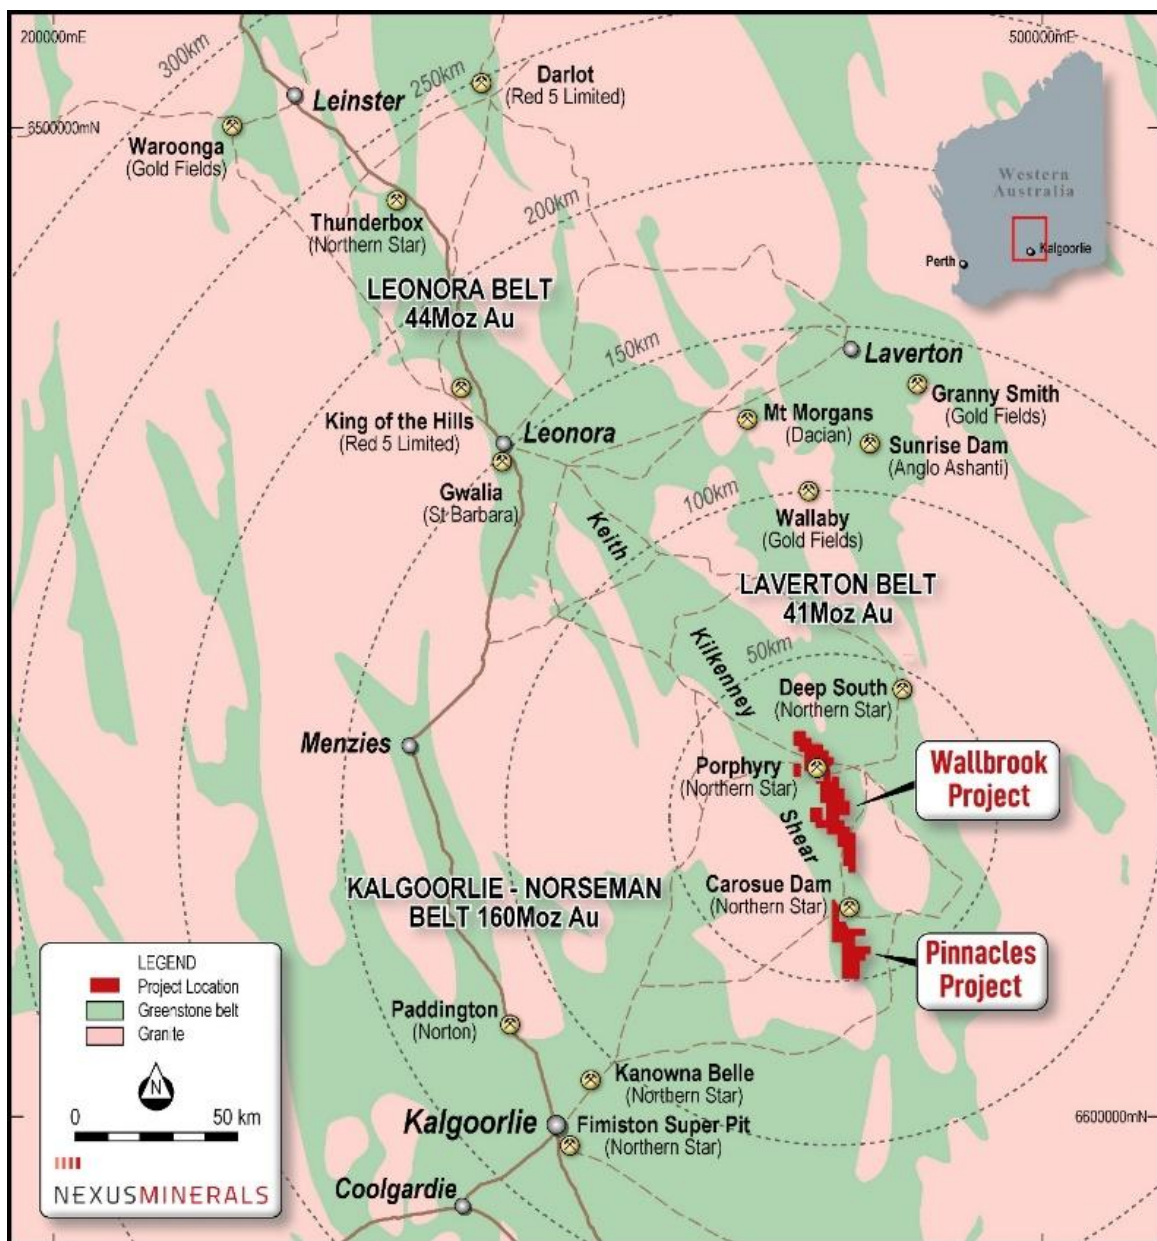 200000mE
500000mE
300km
250km
Darlot
(Red 5 Limited)
Leinster
6500000mN
Waroonga
(Gold Fields)
Western
Australia
Thunderbox
(Northern Star)
200km
Kalgoorlie
Perth
LEONORA BELT
44Moz Au
150km
Laverton
Granny Smith
(Gold Fields)
King of the Hills
(Red 5 Limited)
Leonora
Mt Morgans
(Dacian)
Sunrise Dam
(Anglo Ashanti)
Gwalia
(St Barbara)
100km
Wallaby
(Gold Fields)
Keith
LAVERTON BELT
41Moz Au
Kilkenney
50km
Deep South
(Northern Star)
Menzies
Porphyry
(Northern Star)
Wallbrook
Project
Shear
KALGOORLIE - NORSEMAN
BELT 160Moz Au
Carosue Dam
(Northern Star)
Pinnacles
Project
LEGEND
Project Location
Greenstone belt
Granite
N
0 50 km
NEXUSMINERALS
Paddington
(Norton)
Kanowna Belle
(Northern Star)
Kalgoorlie
Fimiston Super Pit
(Northern Star)
6600000mN
Coolgardie